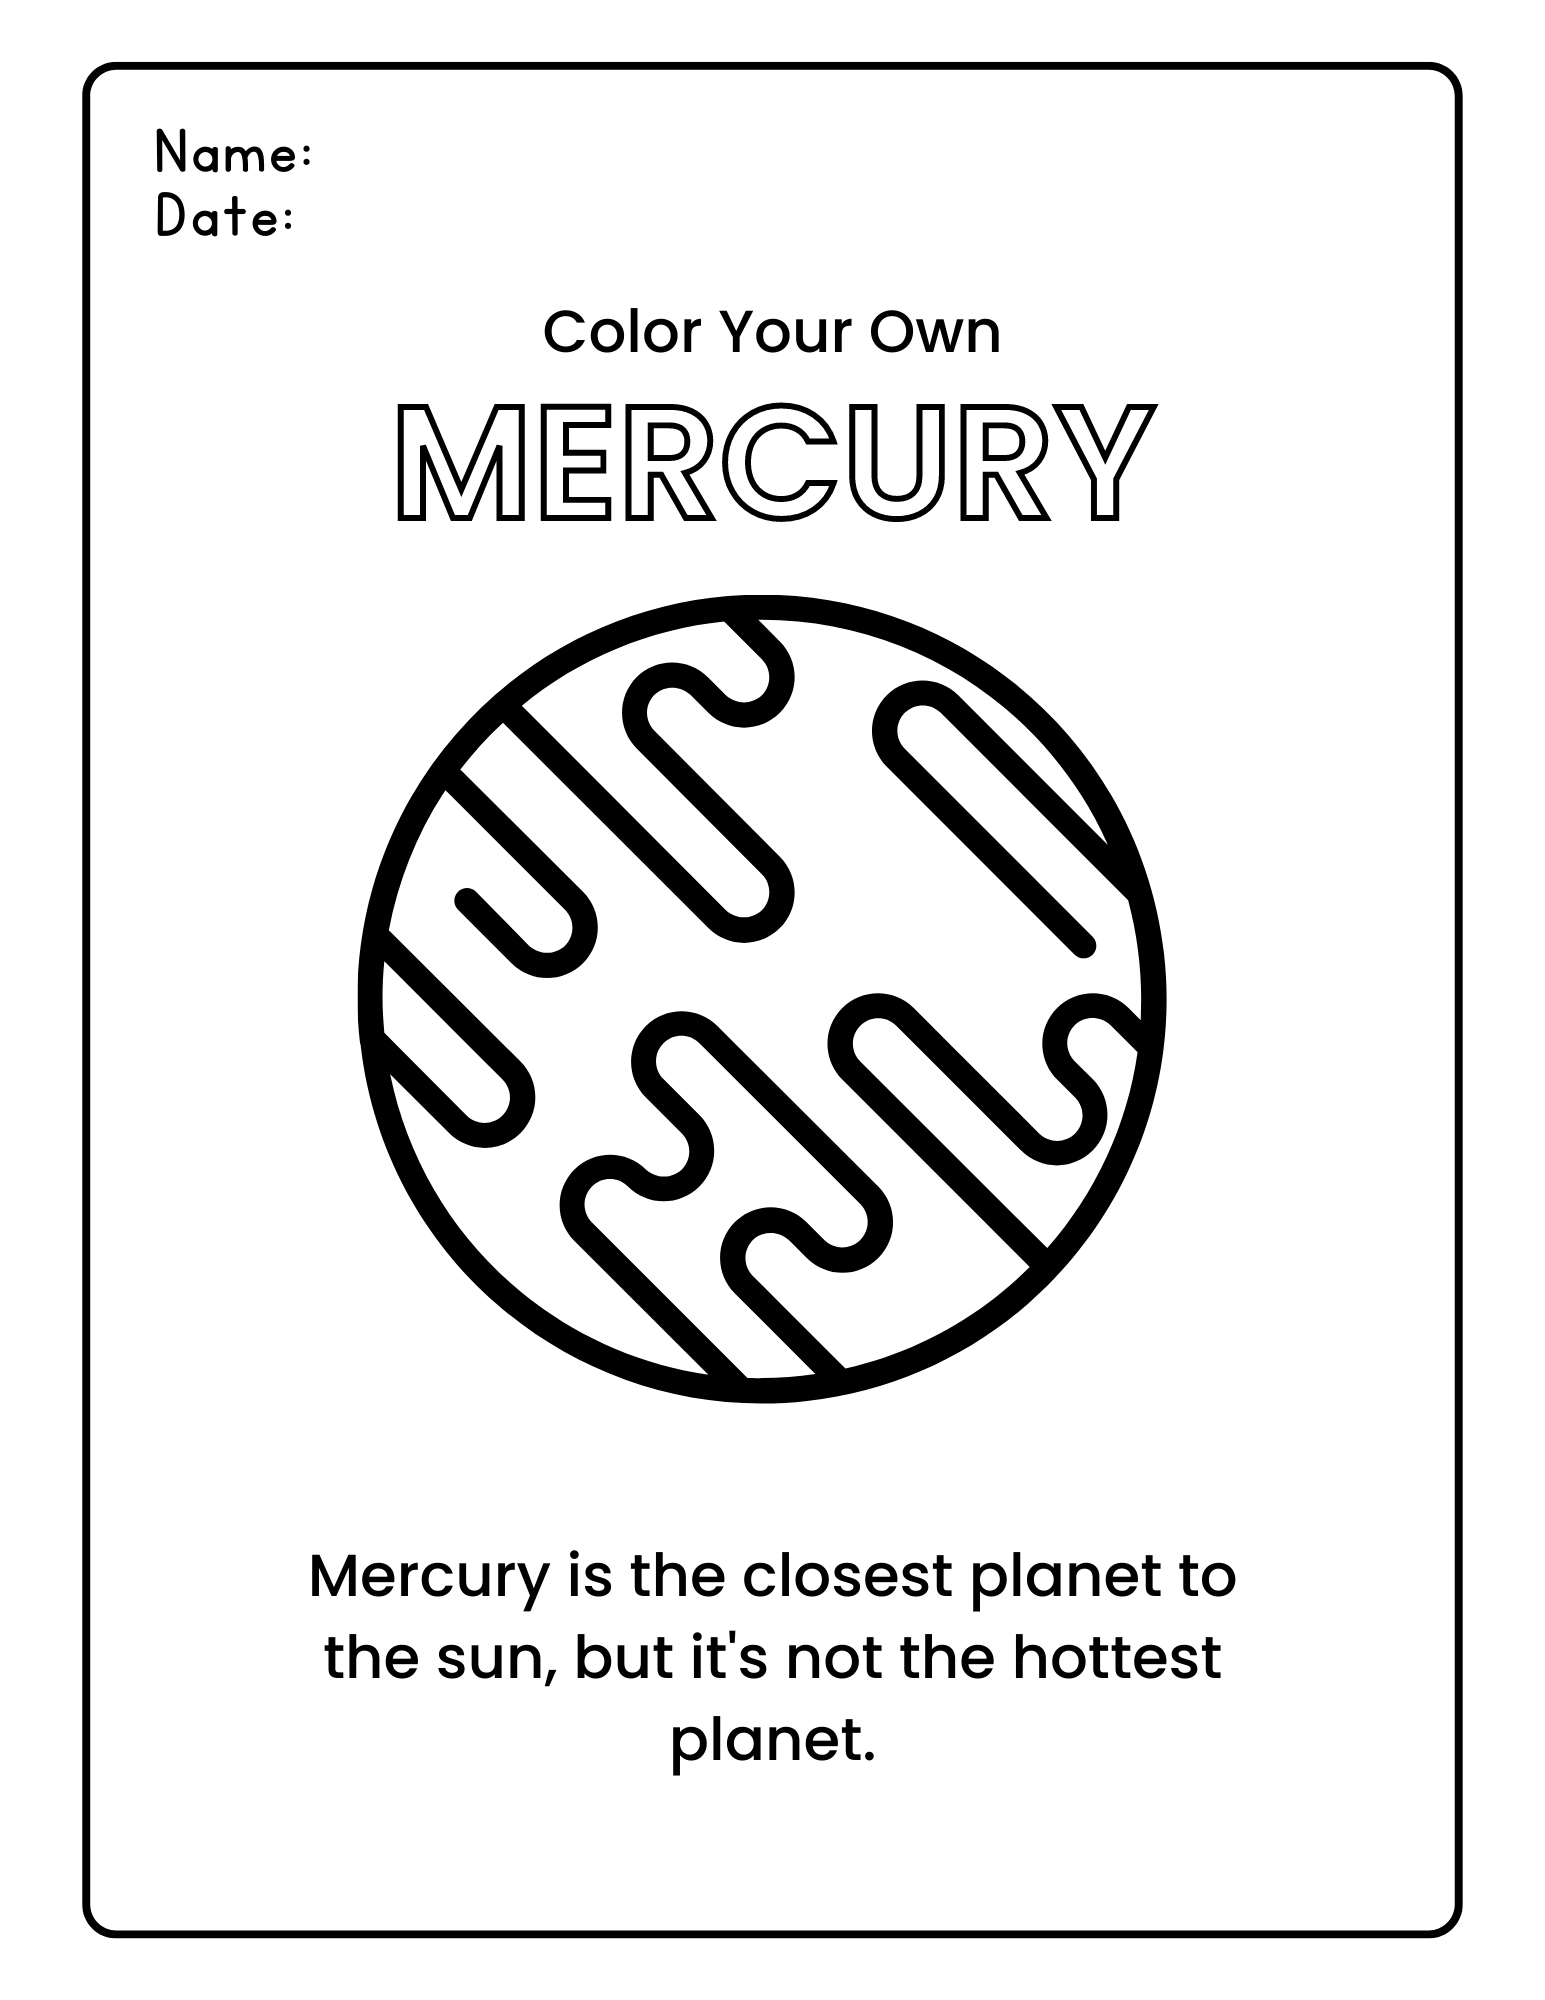 Name:
Date:
Color Your Own
MERCURY
Mercury is the closest planet to
the sun, but it's not the hottest
planet.